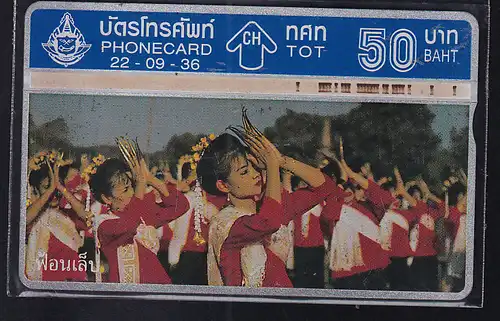 บัตรโทรศัพท์
PHONECARD
22 - 09 - 36
CH
ทศท
TOT
50 บาท
BAHT
ฟ้อนเล็บ